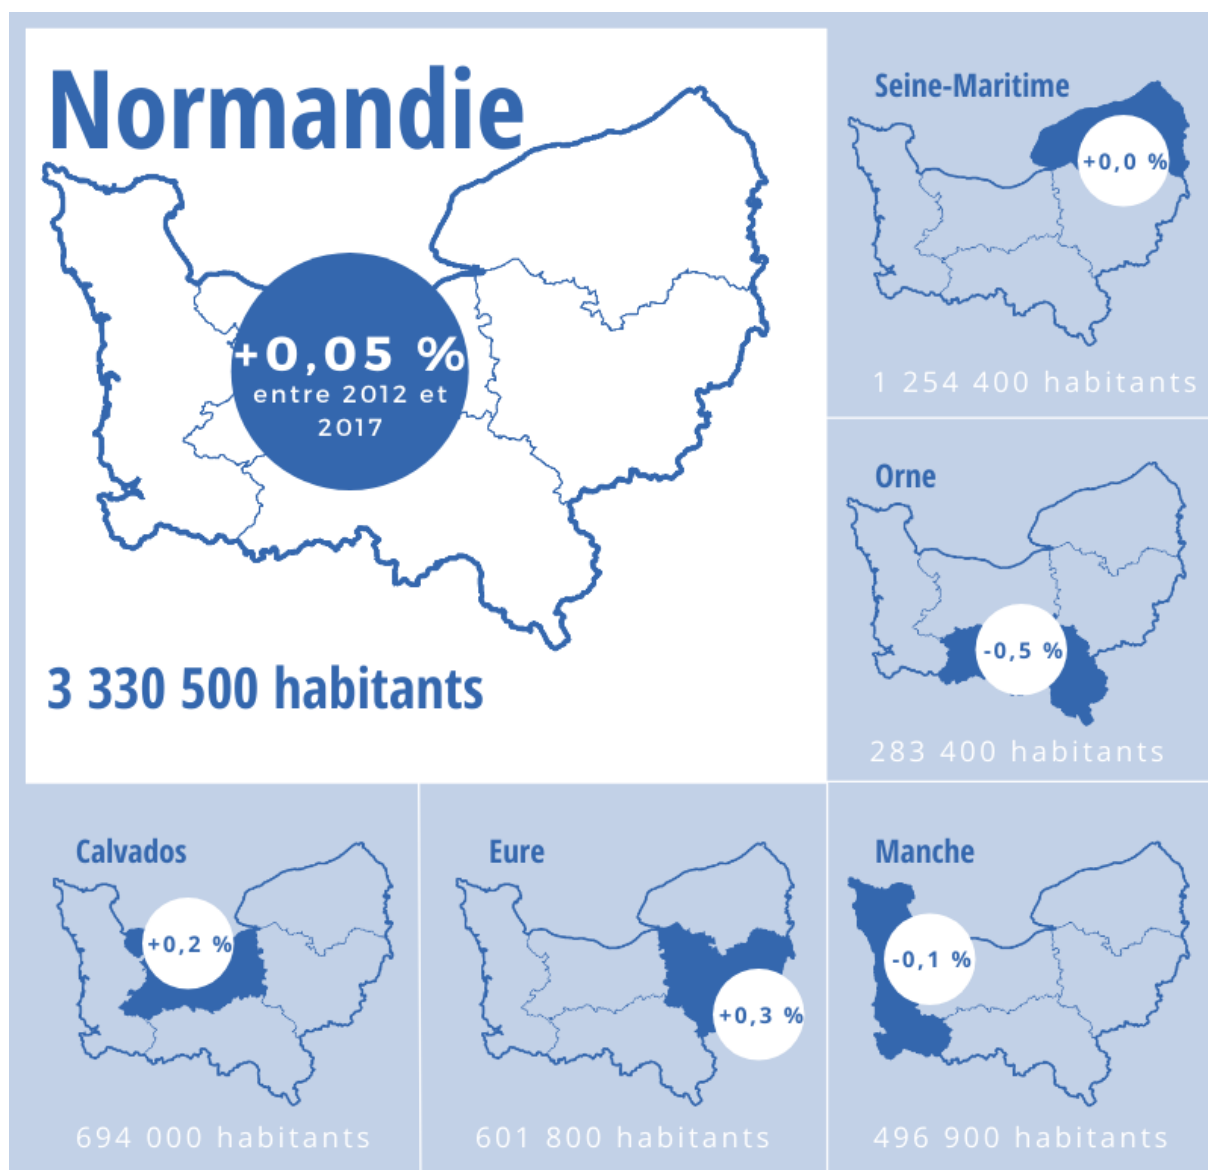 Normandie
+0,05 %
entre 2012 et
2017
3 330 500 habitants
Seine-Maritime
+0,0 %
1 254 400 habitants
Orne
-0,5 %
283 400 habitants
Calvados
+0,2 %
694 000 habitants
Eure
+0,3 %
601 800 habitants
Manche
-0,1 %
496 900 habitants